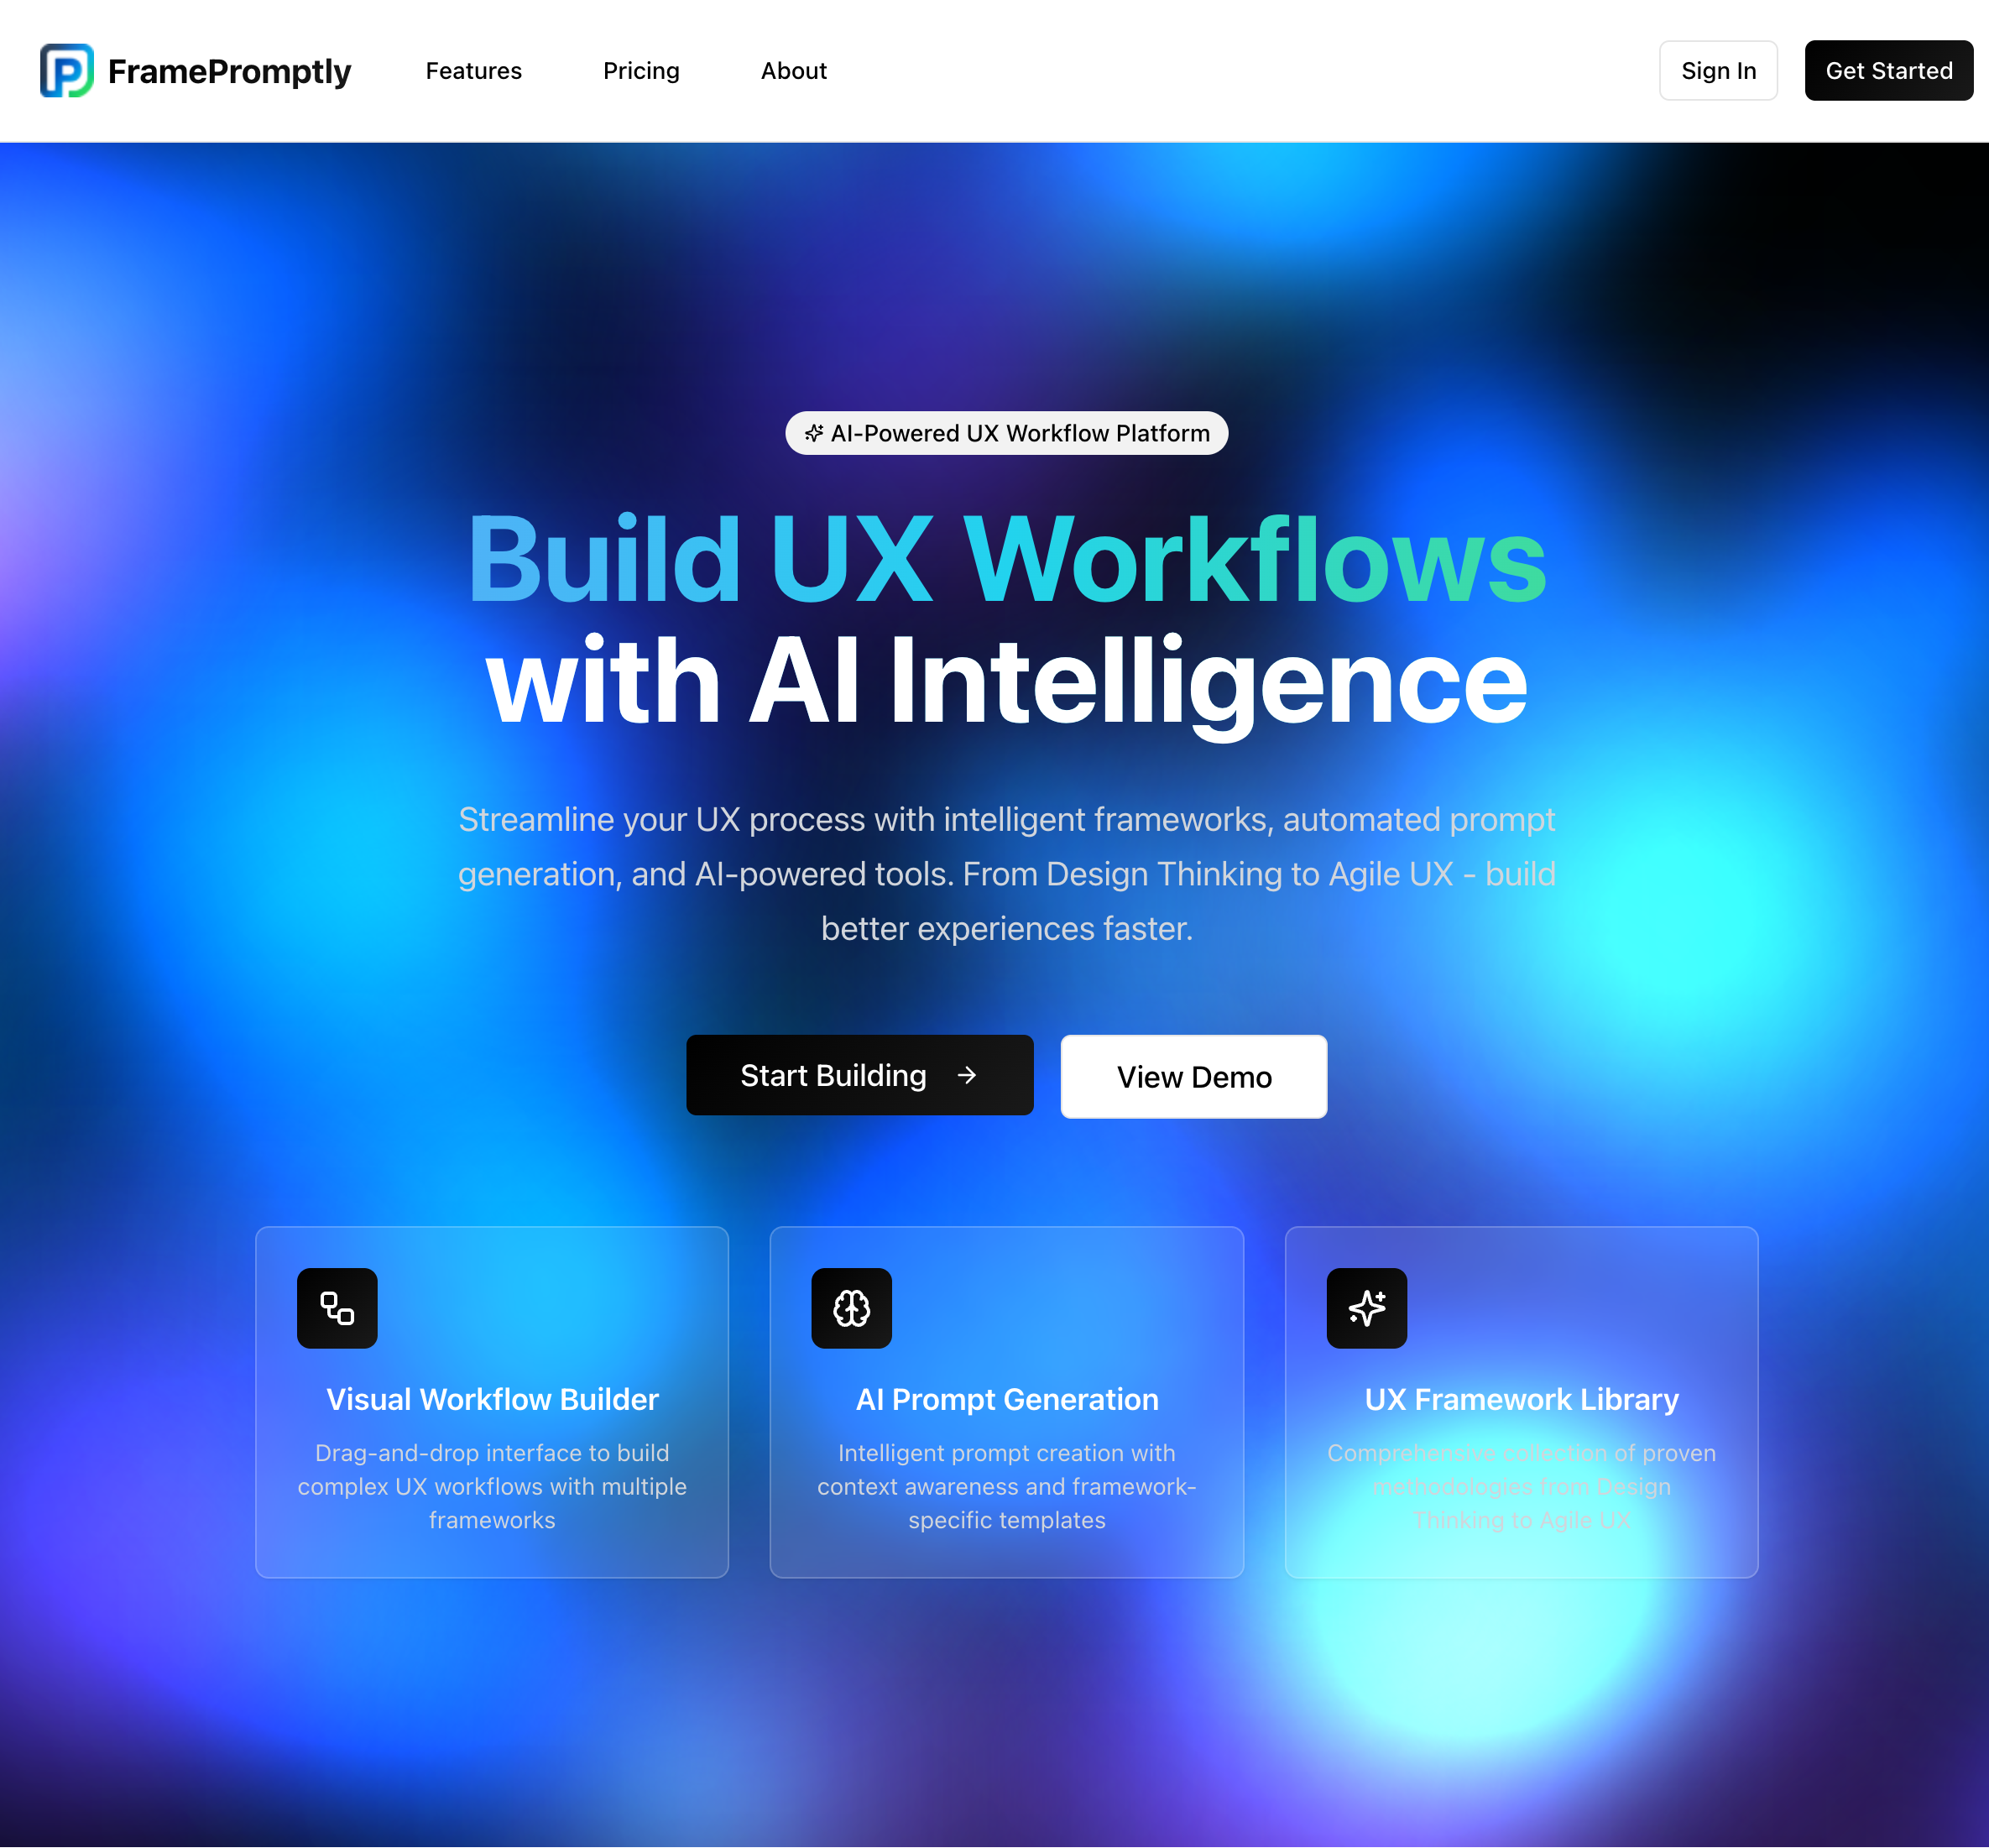 FramePromptly
Features
Pricing
About
Sign In
Get Started
AI-Powered UX Workflow Platform
Build UX Workflows
with AI Intelligence
Streamline your UX process with intelligent frameworks, automated prompt
generation, and AI-powered tools. From Design Thinking to Agile UX - build
better experiences faster.
Start Building →
View Demo
Visual Workflow Builder
Drag-and-drop interface to build
complex UX workflows with multiple
frameworks
AI Prompt Generation
Intelligent prompt creation with
context awareness and framework-
specific templates
UX Framework Library
Comprehensive collection of proven
methodologies from Design
Thinking to Agile UX